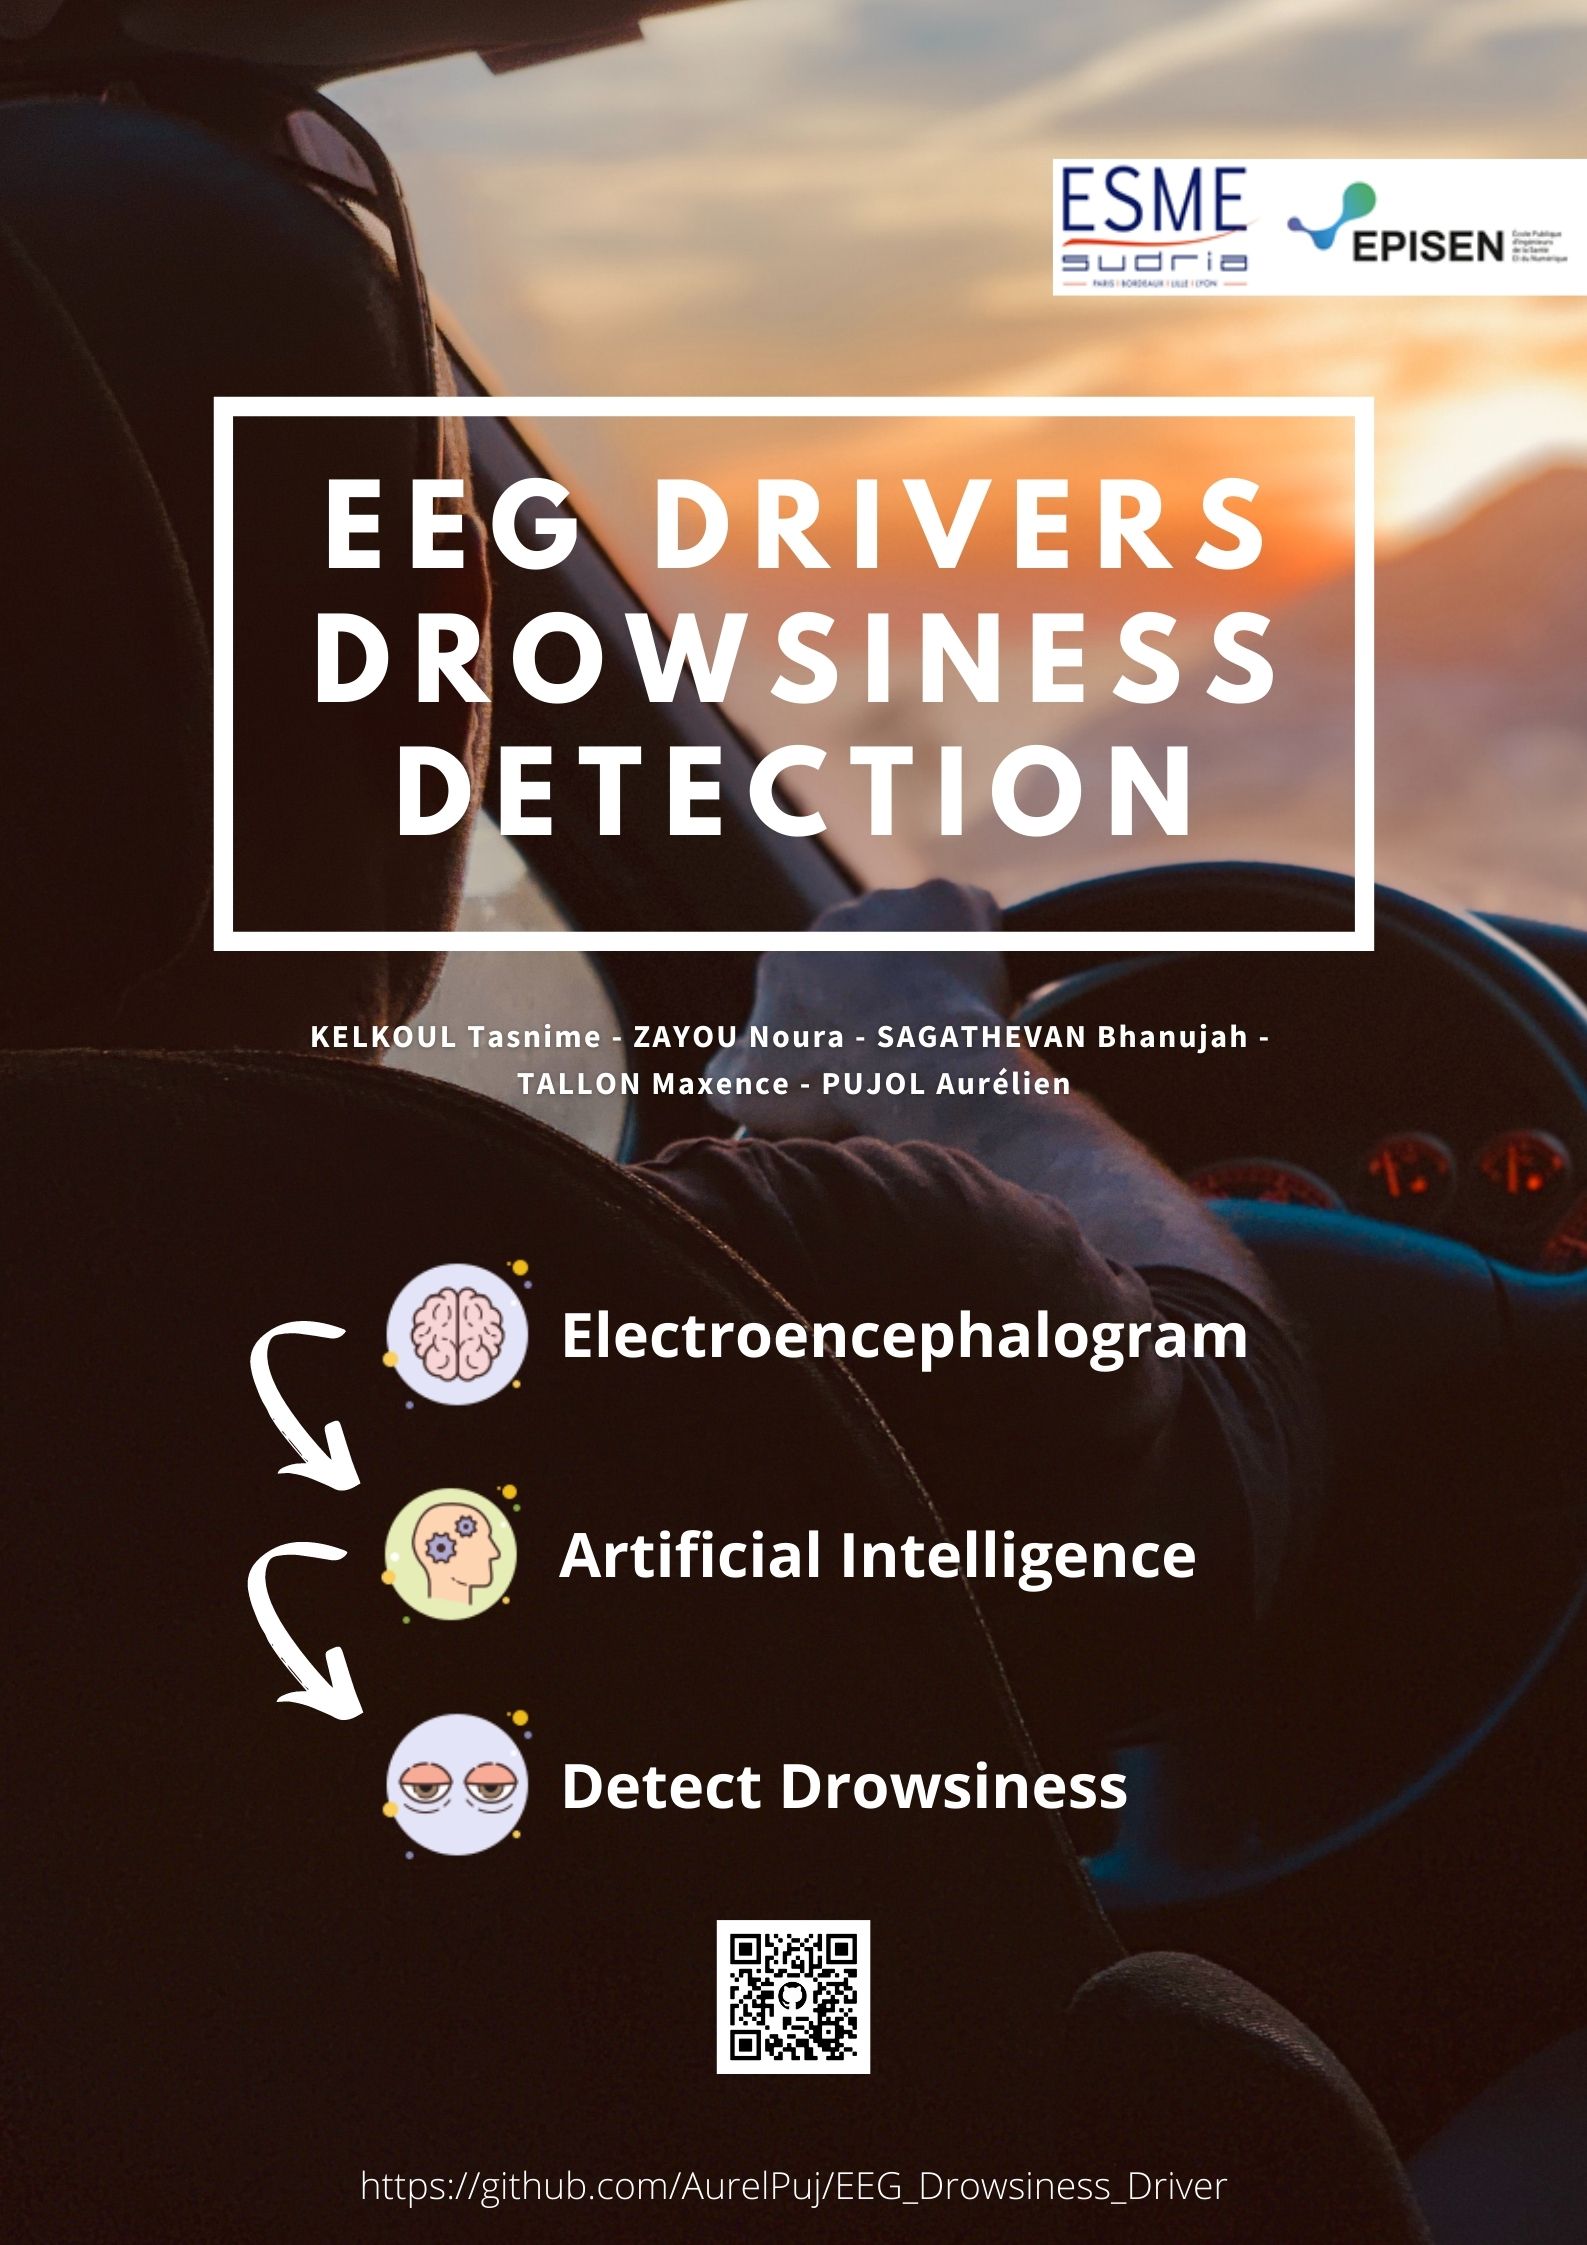 ESME
sudria
PARIS | BORDEAUX | LILLE | LYON
EPISEN
École Publique
d'Ingénieurs
de la Santé
Et du Numérique
EEG DRIVERS
DROWSINESS
DETECTION
KELKOUL Tasnime - ZAYOU Noura - SAGATHEVAN Bhanujah -
TALLON Maxence - PUJOL Aurélien
Electroencephalogram
Artificial Intelligence
Detect Drowsiness
https://github.com/AurelPuj/EEG_Drowsiness_Driver